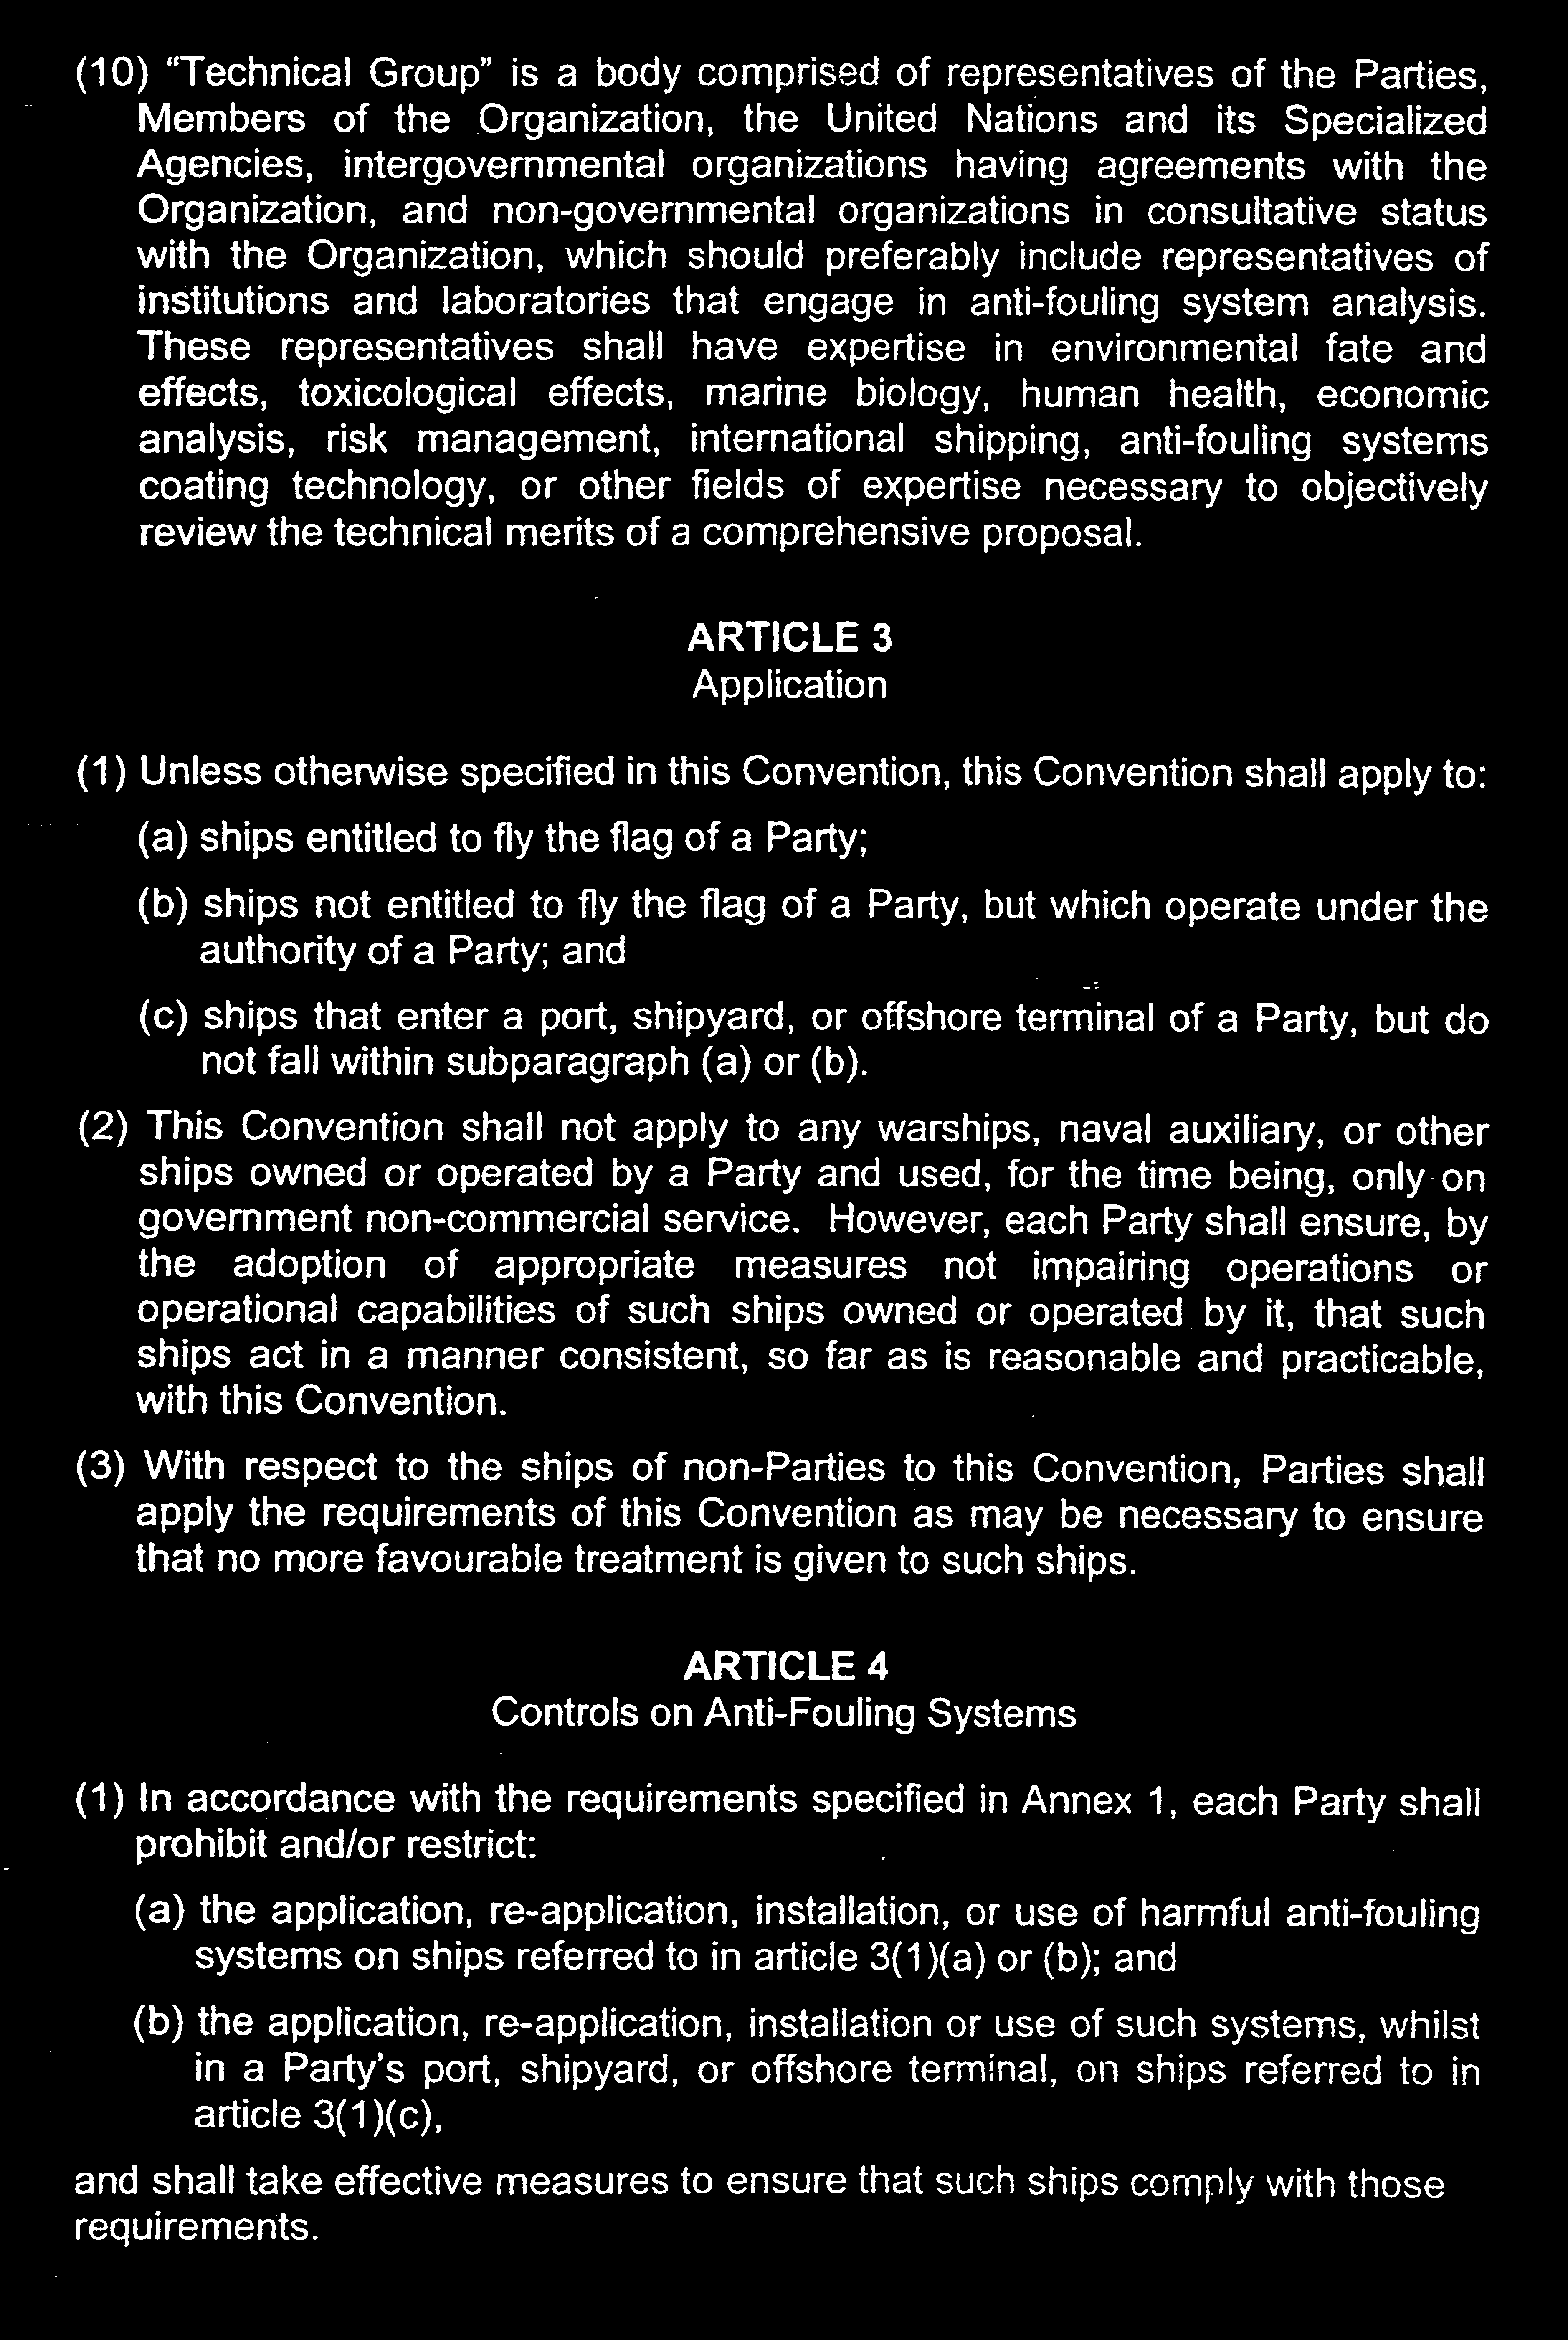 (10) "Technical Group" is a body comprised of representatives of the Parties,
Members of the Organization, the United Nations and its Specialized
Agencies, intergovernmental organizations having agreements with the
Organization, and non-governmental organizations in consultative status
with the Organization, which should preferably include representatives of
institutions and laboratories that engage in anti-fouling system analysis.
These representatives shall have expertise in environmental fate and
effects, toxicological effects, marine biology, human health, economic
analysis, risk management, international shipping, anti-fouling systems
coating technology, or other fields of expertise necessary to objectively
review the technical merits of a comprehensive proposal.
ARTICLE 3
Application
(1) Unless otherwise specified in this Convention, this Convention shall apply to:
(a) ships entitled to fly the flag of a Party;
(b) ships not entitled to fly the flag of a Party, but which operate under the
authority of a Party; and
(c) ships that enter a port, shipyard, or offshore terminal of a Party, but do
not fall within subparagraph (a) or (b).
(2) This Convention shall not apply to any warships, naval auxiliary, or other
ships owned or operated by a Party and used, for the time being, only on
government non-commercial service. However, each Party shall ensure, by
the adoption of appropriate measures not impairing operations or
operational capabilities of such ships owned or operated by it, that such
ships act in a manner consistent, so far as is reasonable and practicable,
with this Convention.
(3) With respect to the ships of non-Parties to this Convention, Parties shall
apply the requirements of this Convention as may be necessary to ensure
that no more favourable treatment is given to such ships.
ARTICLE 4
Controls on Anti-Fouling Systems
(1) In accordance with the requirements specified in Annex 1, each Party shall
prohibit and/or restrict:
(a) the application, re-application, installation, or use of harmful anti-fouling
systems on ships referred to in article 3(1)(a) or (b); and
(b) the application, re-application, installation or use of such systems, whilst
in a Party's port, shipyard, or offshore terminal, on ships referred to in
article 3(1)(c),
and shall take effective measures to ensure that such ships comply with those
requirements.